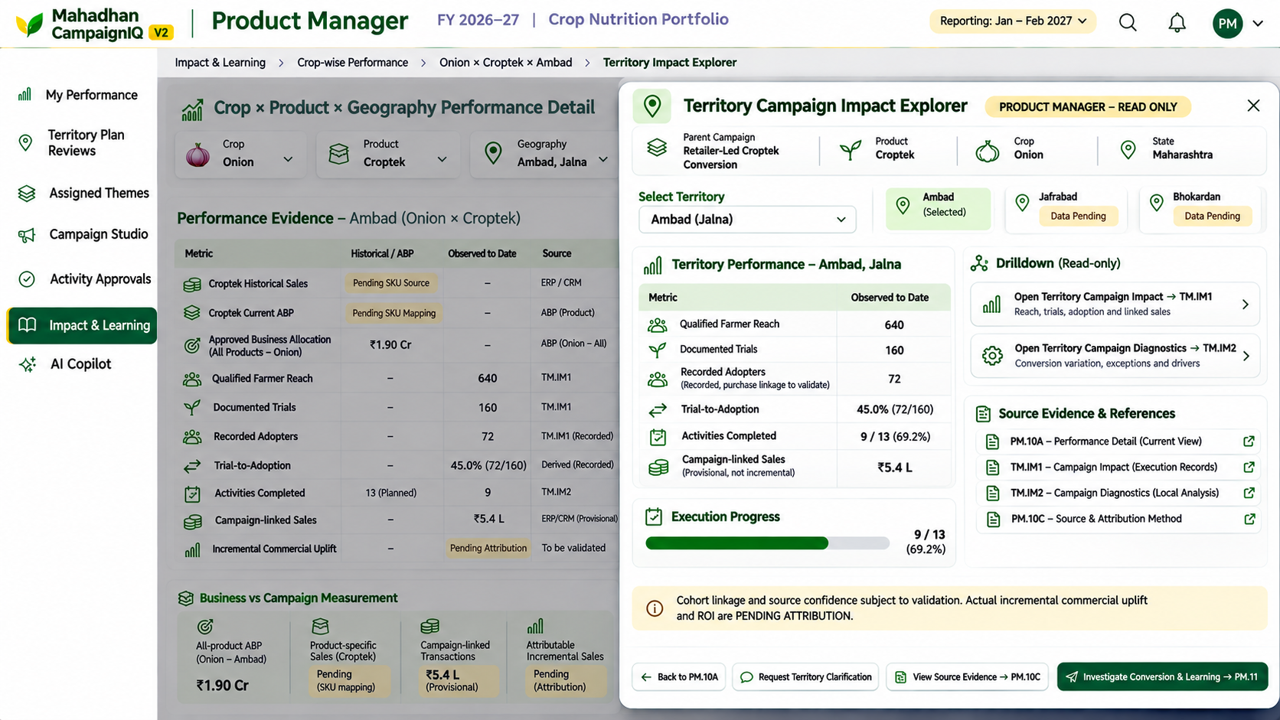 Mahadhan
CampaignIQ V2
Product Manager
FY 2026–27 | Crop Nutrition Portfolio
Reporting: Jan – Feb 2027
PM
My Performance
Territory Plan
Reviews
Assigned Themes
Campaign Studio
Activity Approvals
Impact & Learning
AI Copilot
Impact & Learning > Crop-wise Performance > Onion × Croptek × Ambad > Territory Impact Explorer
Crop × Product × Geography Performance Detail
Crop
Onion
Product
Croptek
Geography
Ambad, Jalna
Performance Evidence – Ambad (Onion × Croptek)
Metric Historical / ABP Observed to Date Source
Croptek Historical Sales Pending SKU Source – ERP / CRM
Croptek Current ABP Pending SKU Mapping – ABP (Product)
Approved Business Allocation
(All Products – Onion) ₹1.90 Cr – ABP (Onion – All)
Qualified Farmer Reach – 640 TM.IM1
Documented Trials – 160 TM.IM1
Recorded Adopters – 72 TM.IM1 (Recorded)
Trial-to-Adoption – 45.0% (72/160) Derived (Recorded)
Activities Completed 13 (Planned) 9 TM.IM2
Campaign-linked Sales – ₹5.4 L ERP/CRM (Provisional)
Incremental Commercial Uplift – Pending Attribution To be validated
Business vs Campaign Measurement
All-product ABP
(Onion – Ambad)
₹1.90 Cr
Product-specific
Sales (Croptek)
Pending
(SKU mapping)
Campaign-linked
Transactions
₹5.4 L
(Provisional)
Attributable
Incremental Sales
Pending
(Attribution)
Territory Campaign Impact Explorer
PRODUCT MANAGER – READ ONLY
Parent Campaign
Retailer-Led Croptek
Conversion
Product
Croptek
Crop
Onion
State
Maharashtra
Select Territory
Ambad (Jalna)
Ambad
(Selected)
Jafrabad
Data Pending
Bhokardan
Data Pending
Territory Performance – Ambad, Jalna
Metric Observed to Date
Qualified Farmer Reach 640
Documented Trials 160
Recorded Adopters
(Recorded, purchase linkage to validate) 72
Trial-to-Adoption 45.0% (72/160)
Activities Completed 9 / 13 (69.2%)
Campaign-linked Sales
(Provisional, not incremental) ₹5.4 L
Execution Progress
9 / 13
(69.2%)
Drilldown (Read-only)
Open Territory Campaign Impact → TM.IM1
Reach, trials, adoption and linked sales
Open Territory Campaign Diagnostics → TM.IM2
Conversion variation, exceptions and drivers
Source Evidence & References
PM.10A – Performance Detail (Current View)
TM.IM1 – Campaign Impact (Execution Records)
TM.IM2 – Campaign Diagnostics (Local Analysis)
PM.10C – Source & Attribution Method
Cohort linkage and source confidence subject to validation. Actual incremental commercial uplift
and ROI are PENDING ATTRIBUTION.
← Back to PM.10A
Request Territory Clarification
View Source Evidence → PM.10C
Investigate Conversion & Learning → PM.11